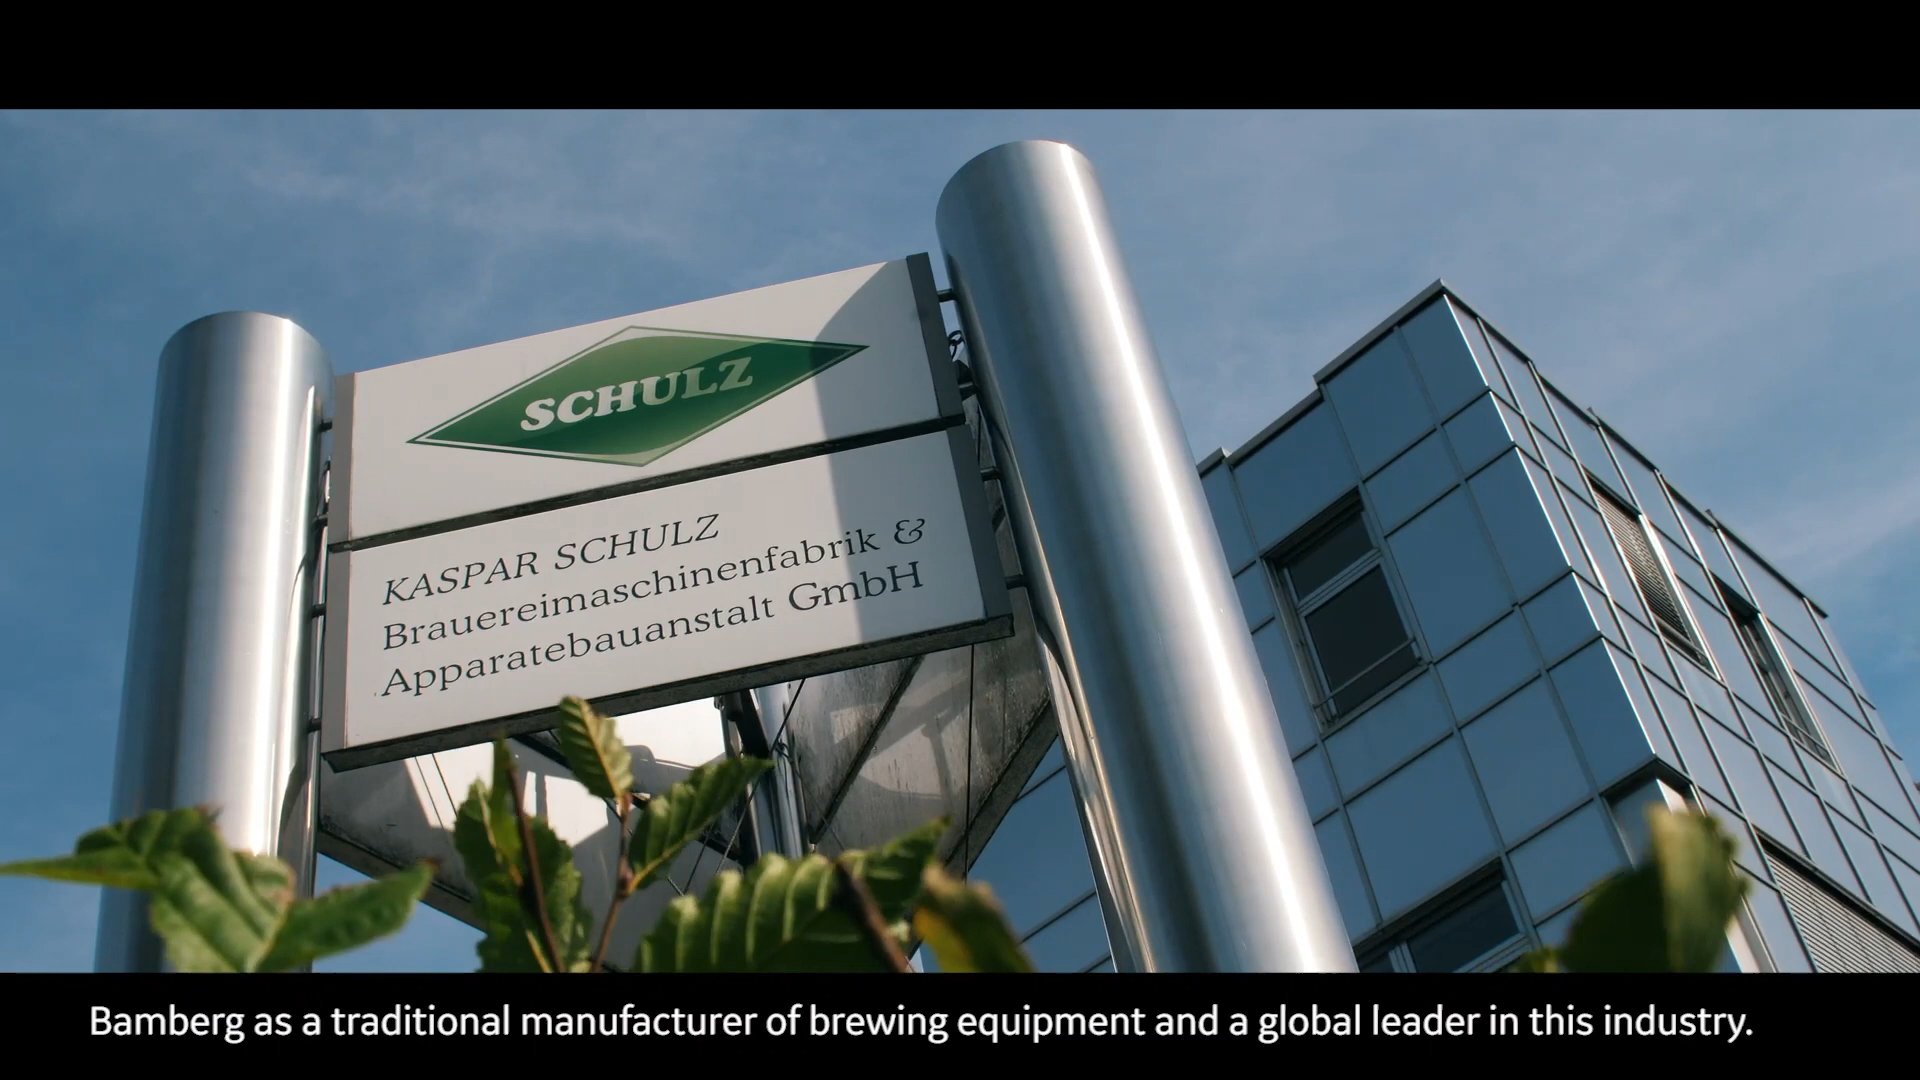 SCHULZ
KASPAR SCHULZ
Brauereimaschinenfabrik &
Apparatebauanstalt GmbH
Bamberg as a traditional manufacturer of brewing equipment and a global leader in this industry.